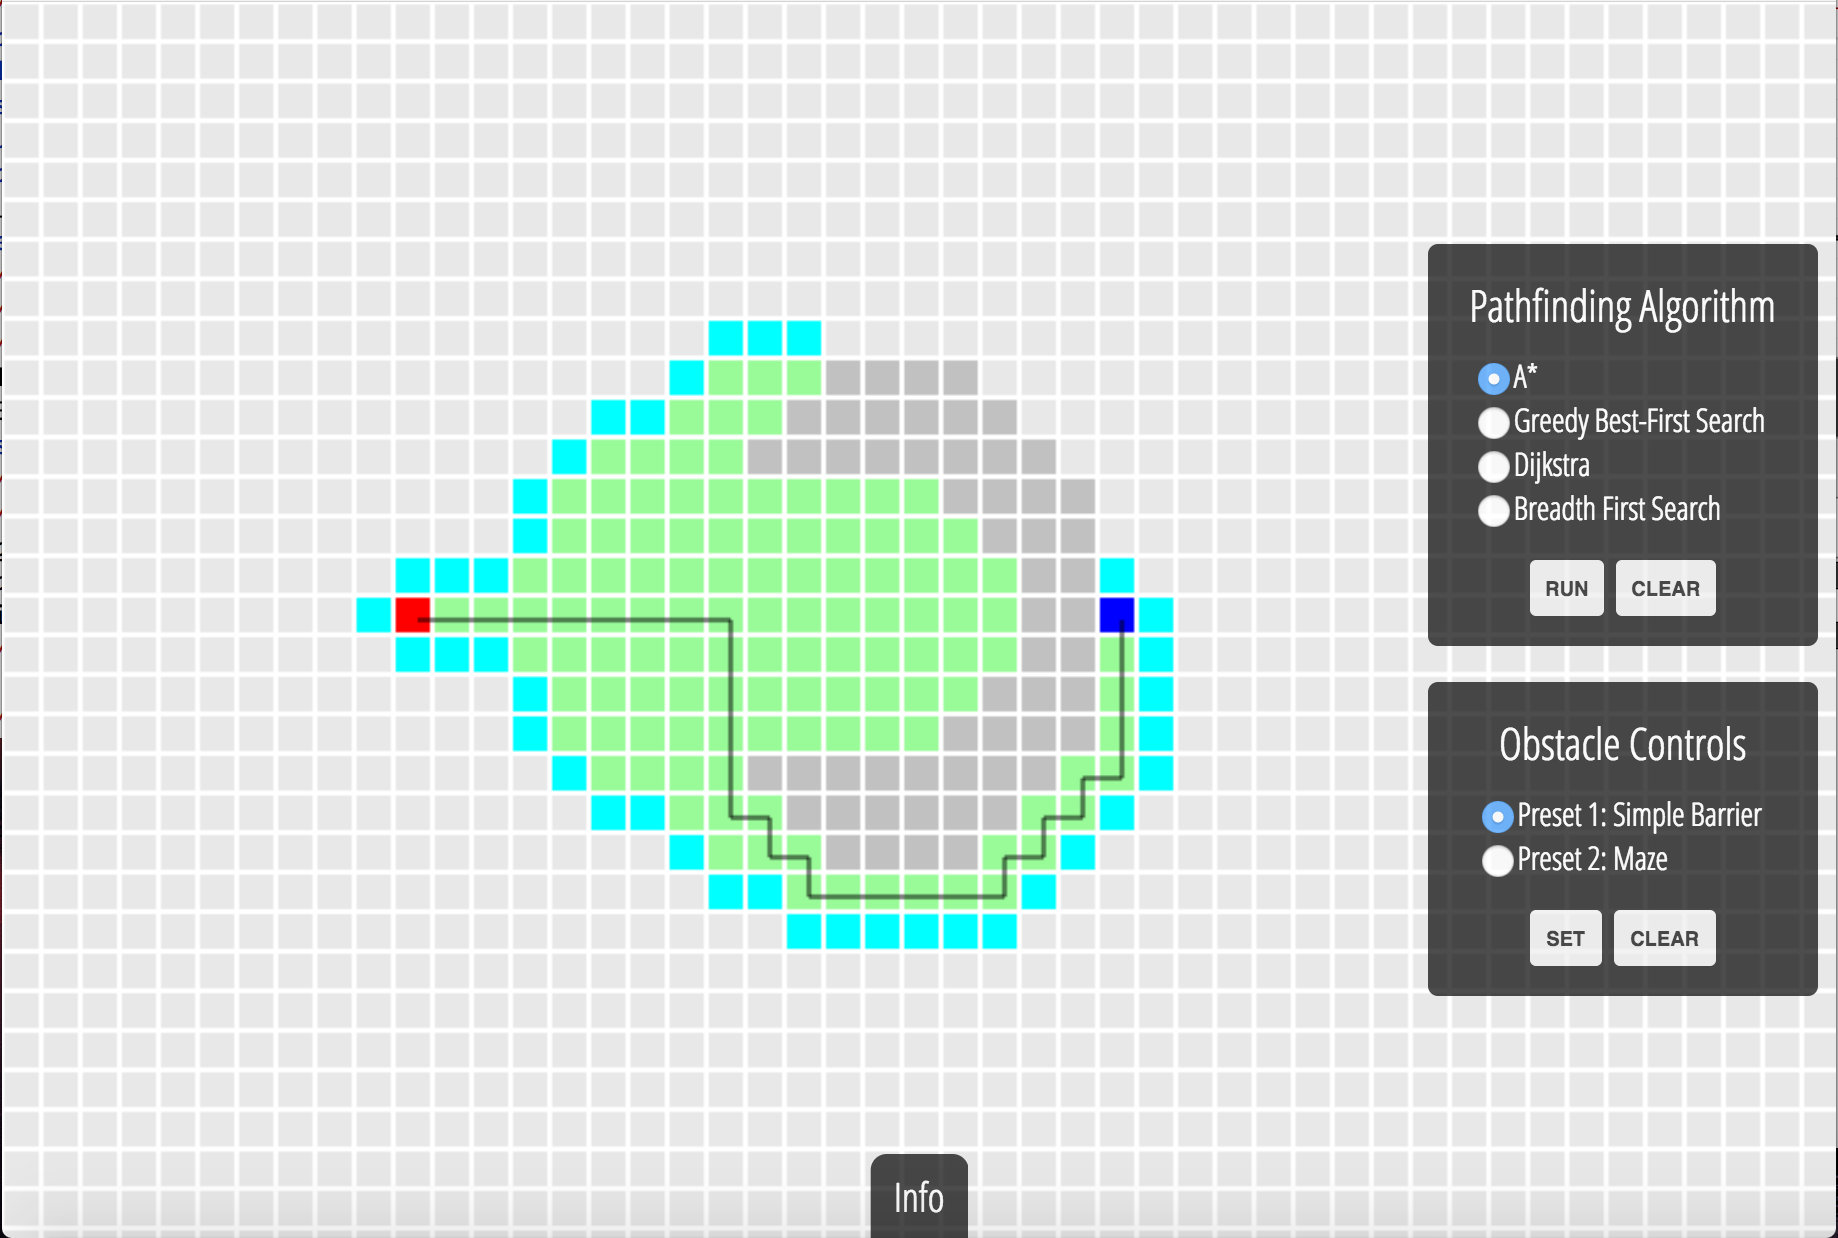 Pathfinding Algorithm
A*
Greedy Best-First Search
Dijkstra
Breadth First Search
RUN CLEAR
Obstacle Controls
Preset 1: Simple Barrier
Preset 2: Maze
SET CLEAR
Info